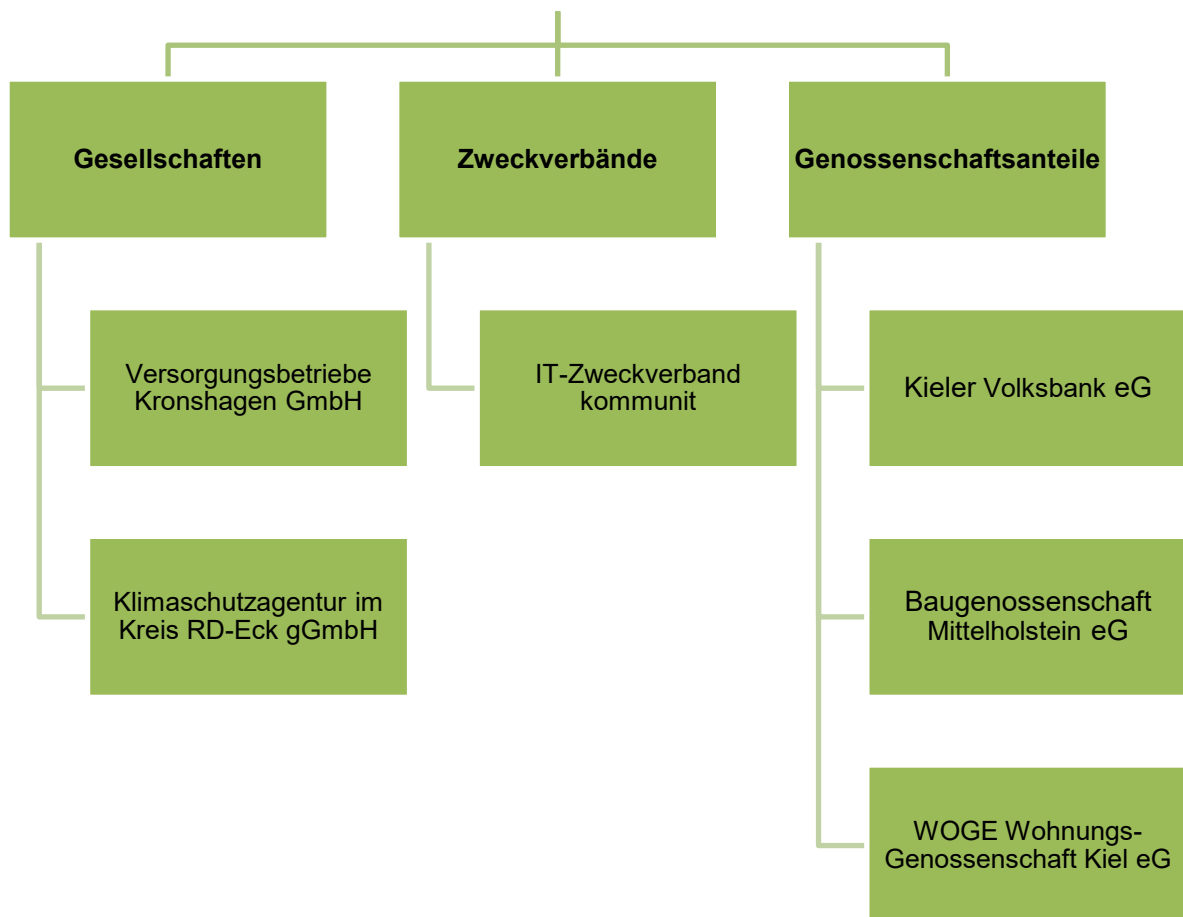 Gesellschaften
Zweckverbände
Genossenschaftsanteile
Versorgungsbetriebe
Kronshagen GmbH
IT-Zweckverband
kommunit
Kieler Volksbank eG
Klimaschutzagentur im
Kreis RD-Eck gGmbH
Baugenossenschaft
Mittelholstein eG
WOGE Wohnungs-
Genossenschaft Kiel eG